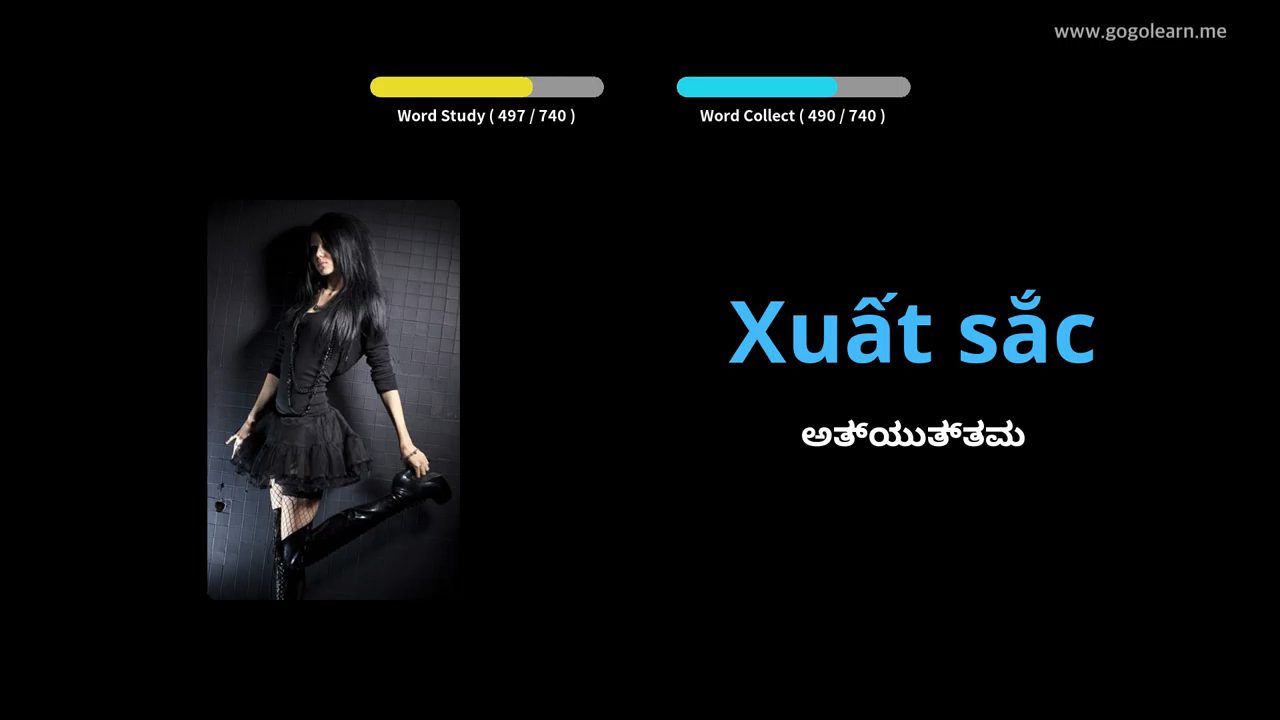 www.gogolearn.me
Word Study ( 497 / 740 )
Word Collect ( 490 / 740 )
Xuất sắc
ಅತ್‌ಯುತ್‌ತಮ